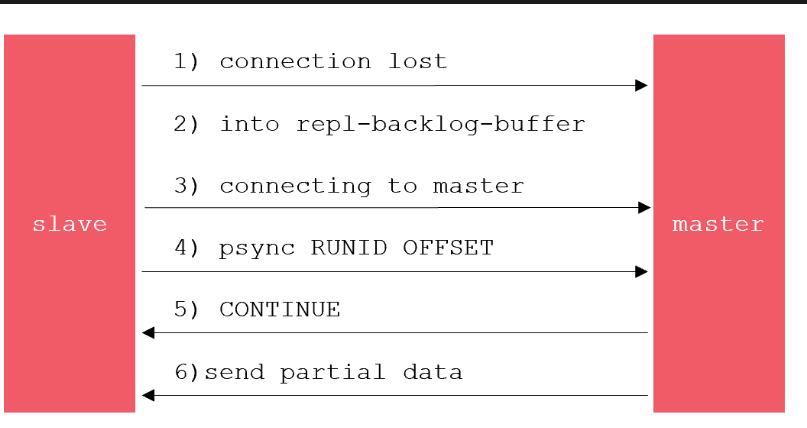 1) connection lost
2) into repl-backlog-buffer
3) connecting to master
slave
master
4) psync RUNID OFFSET
5) CONTINUE
6)send partial data